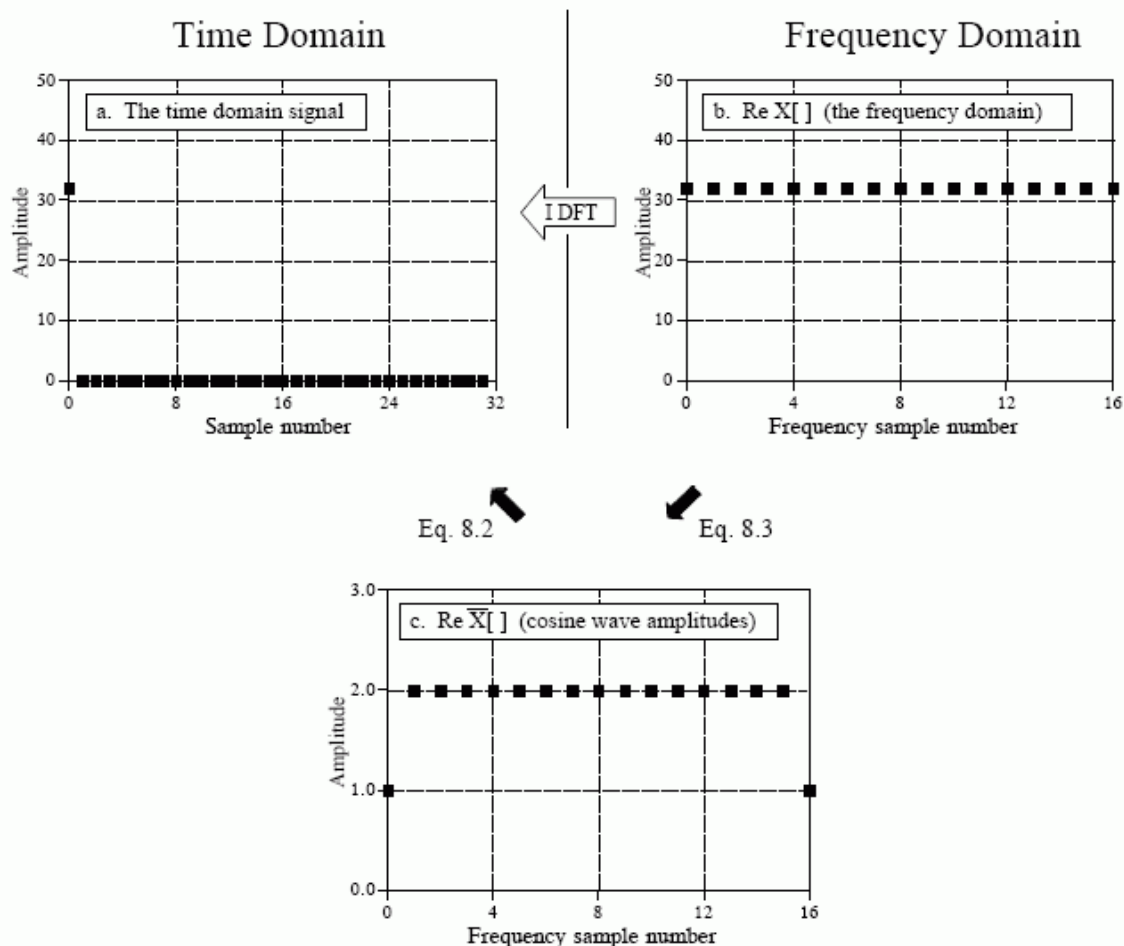 Time Domain
Frequency Domain
a. The time domain signal
50
40
30
20
10
0
Amplitude
0 8 16 24 32
Sample number
I DFT
b. Re X[ ] (the frequency domain)
50
40
30
20
10
0
Amplitude
0 4 8 12 16
Frequency sample number
Eq. 8.2
Eq. 8.3
c. Re X̅[ ] (cosine wave amplitudes)
3.0
2.0
1.0
0.0
Amplitude
0 4 8 12 16
Frequency sample number